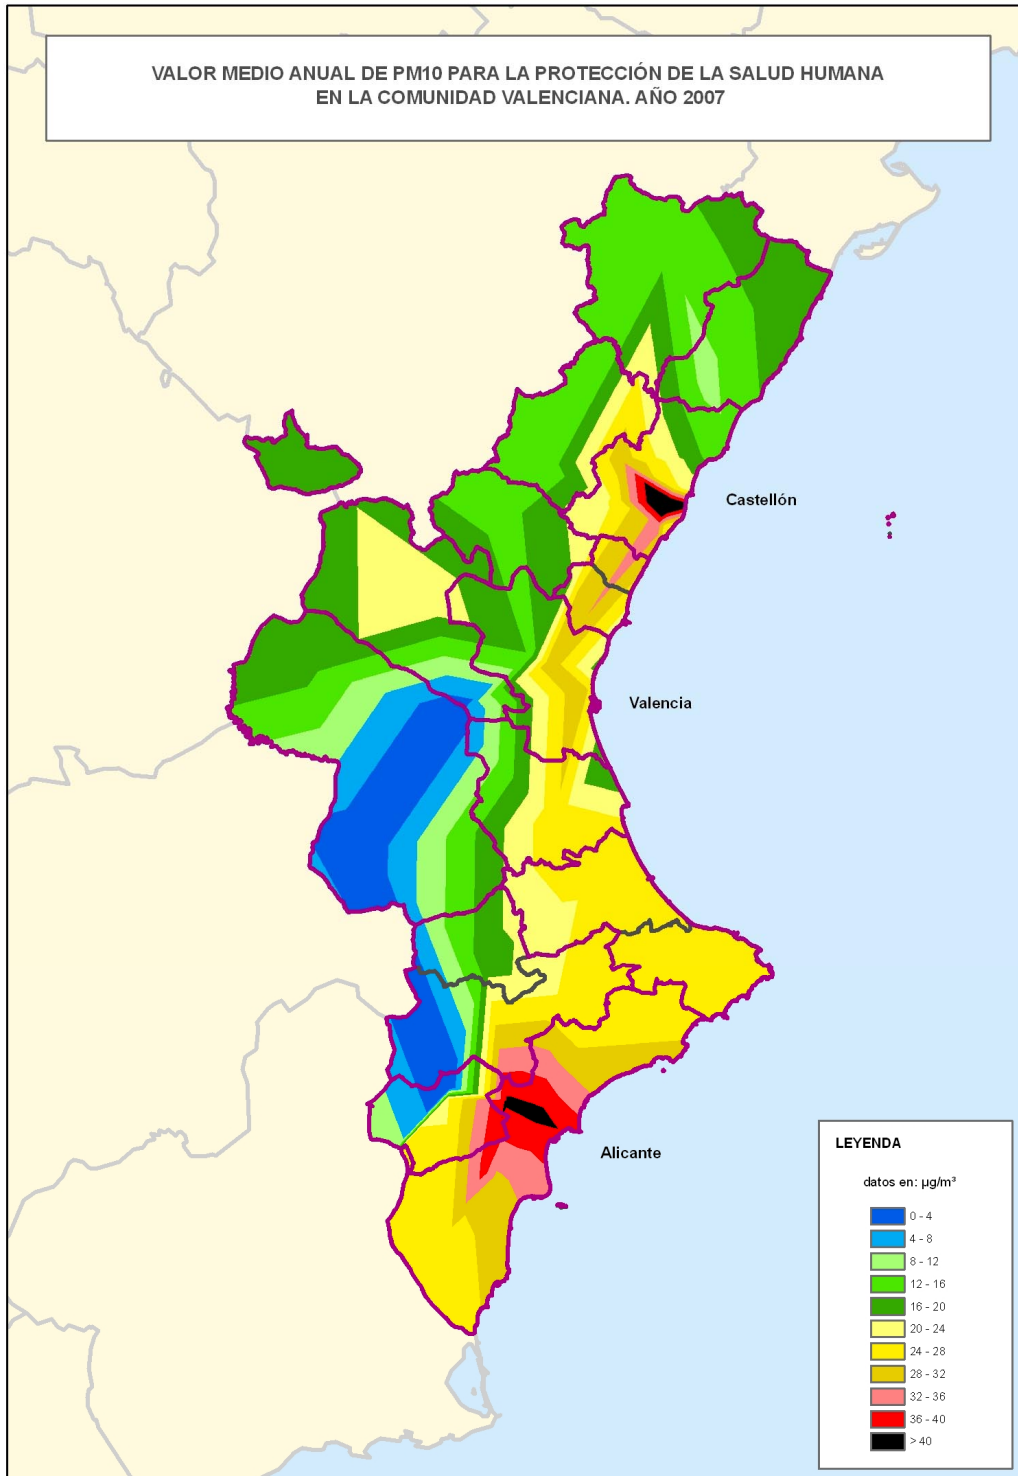 VALOR MEDIO ANUAL DE PM10 PARA LA PROTECCIÓN DE LA SALUD HUMANA
EN LA COMUNIDAD VALENCIANA. AÑO 2007
Castellón
Valencia
Alicante
LEYENDA
datos en: µg/m³
0 - 4
4 - 8
8 - 12
12 - 16
16 - 20
20 - 24
24 - 28
28 - 32
32 - 36
36 - 40
> 40